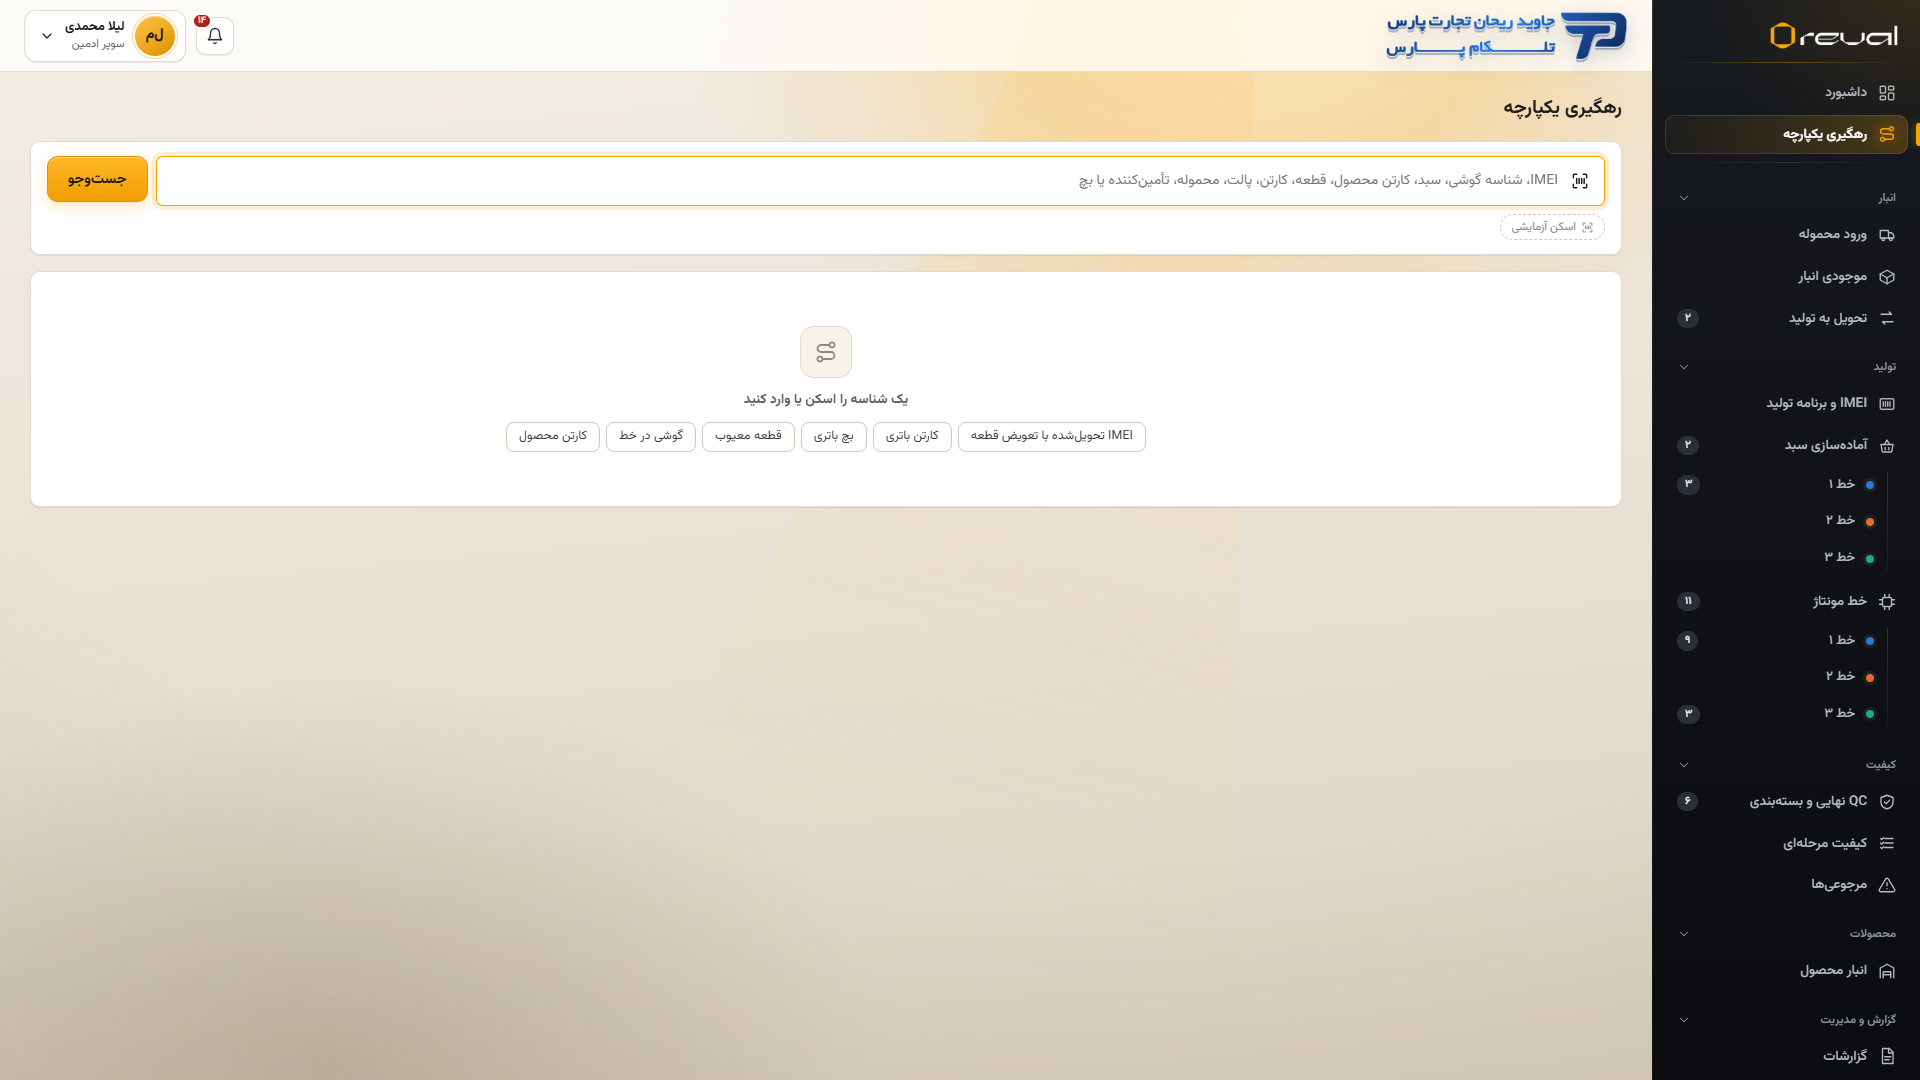 oreval
داشبورد
رهگیری یکپارچه
انبار
ورود محموله
موجودی انبار
تحویل به تولید ۲
تولید
IMEI و برنامه تولید
آماده‌سازی سبد ۲
خط ۱ ۳
خط ۲
خط ۳
خط مونتاژ ۱۱
خط ۱ ۹
خط ۲
خط ۳ ۳
کیفیت
QC نهایی و بسته‌بندی ۶
کیفیت مرحله‌ای
مرجوعی‌ها
محصولات
انبار محصول
گزارش و مدیریت
گزارشات
جاوید ریحان تجارت پارس
تلـکام پـارس
۱۴
ل‌م
لیلا محمدی
سوپر ادمین
رهگیری یکپارچه
IMEI، شناسه گوشی، سبد، کارتن محصول، قطعه، کارتن، پالت، محموله، تأمین‌کننده یا بچ
جست‌وجو
اسکن آزمایشی
یک شناسه را اسکن یا وارد کنید
IMEI تحویل‌شده با تعویض قطعه
کارتن باتری
بچ باتری
قطعه معیوب
گوشی در خط
کارتن محصول